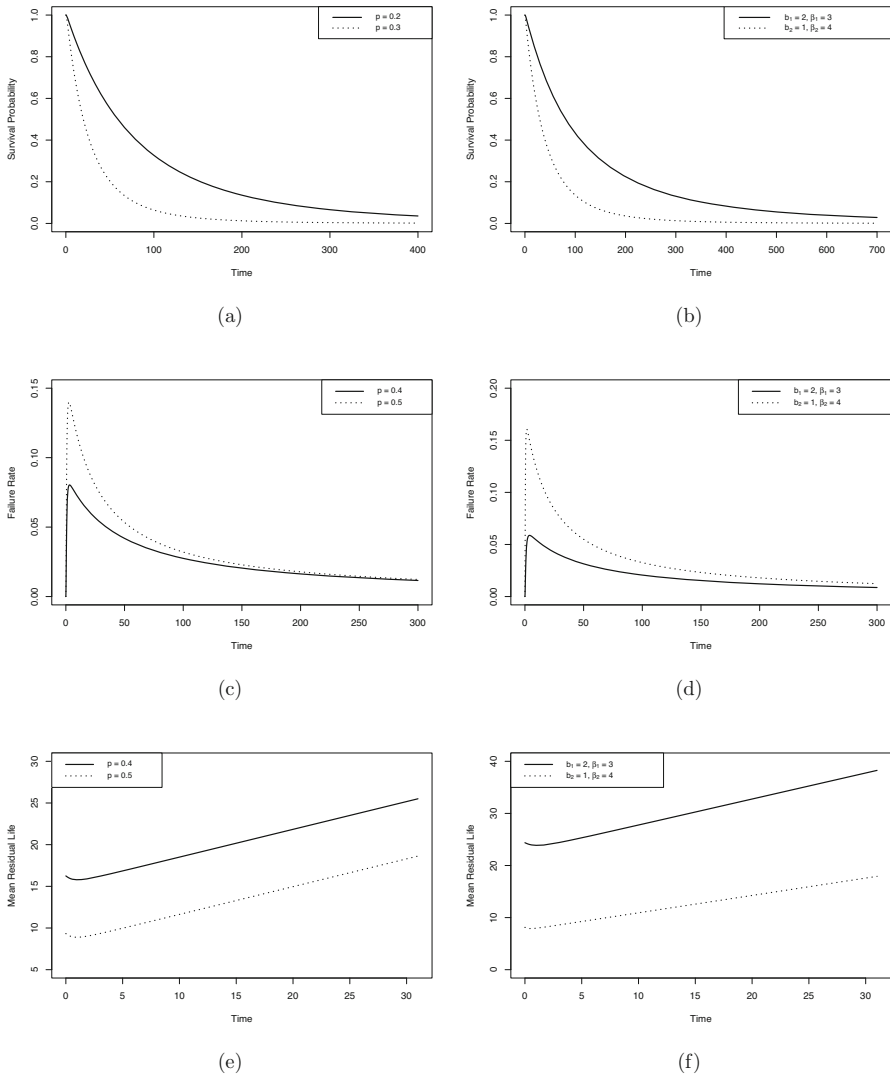 p = 0.2
p = 0.3
Survival Probability
1.0
0.8
0.6
0.4
0.2
0.0
0 100 200 300 400
Time
(a)
b₁ = 2, β₁ = 3
b₂ = 1, β₂ = 4
Survival Probability
1.0
0.8
0.6
0.4
0.2
0.0
0 100 200 300 400 500 600 700
Time
(b)
p = 0.4
p = 0.5
Failure Rate
0.15
0.10
0.05
0.00
0 50 100 150 200 250 300
Time
(c)
b₁ = 2, β₁ = 3
b₂ = 1, β₂ = 4
Failure Rate
0.20
0.15
0.10
0.05
0.00
0 50 100 150 200 250 300
Time
(d)
p = 0.4
p = 0.5
Mean Residual Life
30
25
20
15
10
5
0 5 10 15 20 25 30
Time
(e)
b₁ = 2, β₁ = 3
b₂ = 1, β₂ = 4
Mean Residual Life
40
30
20
10
0
0 5 10 15 20 25 30
Time
(f)